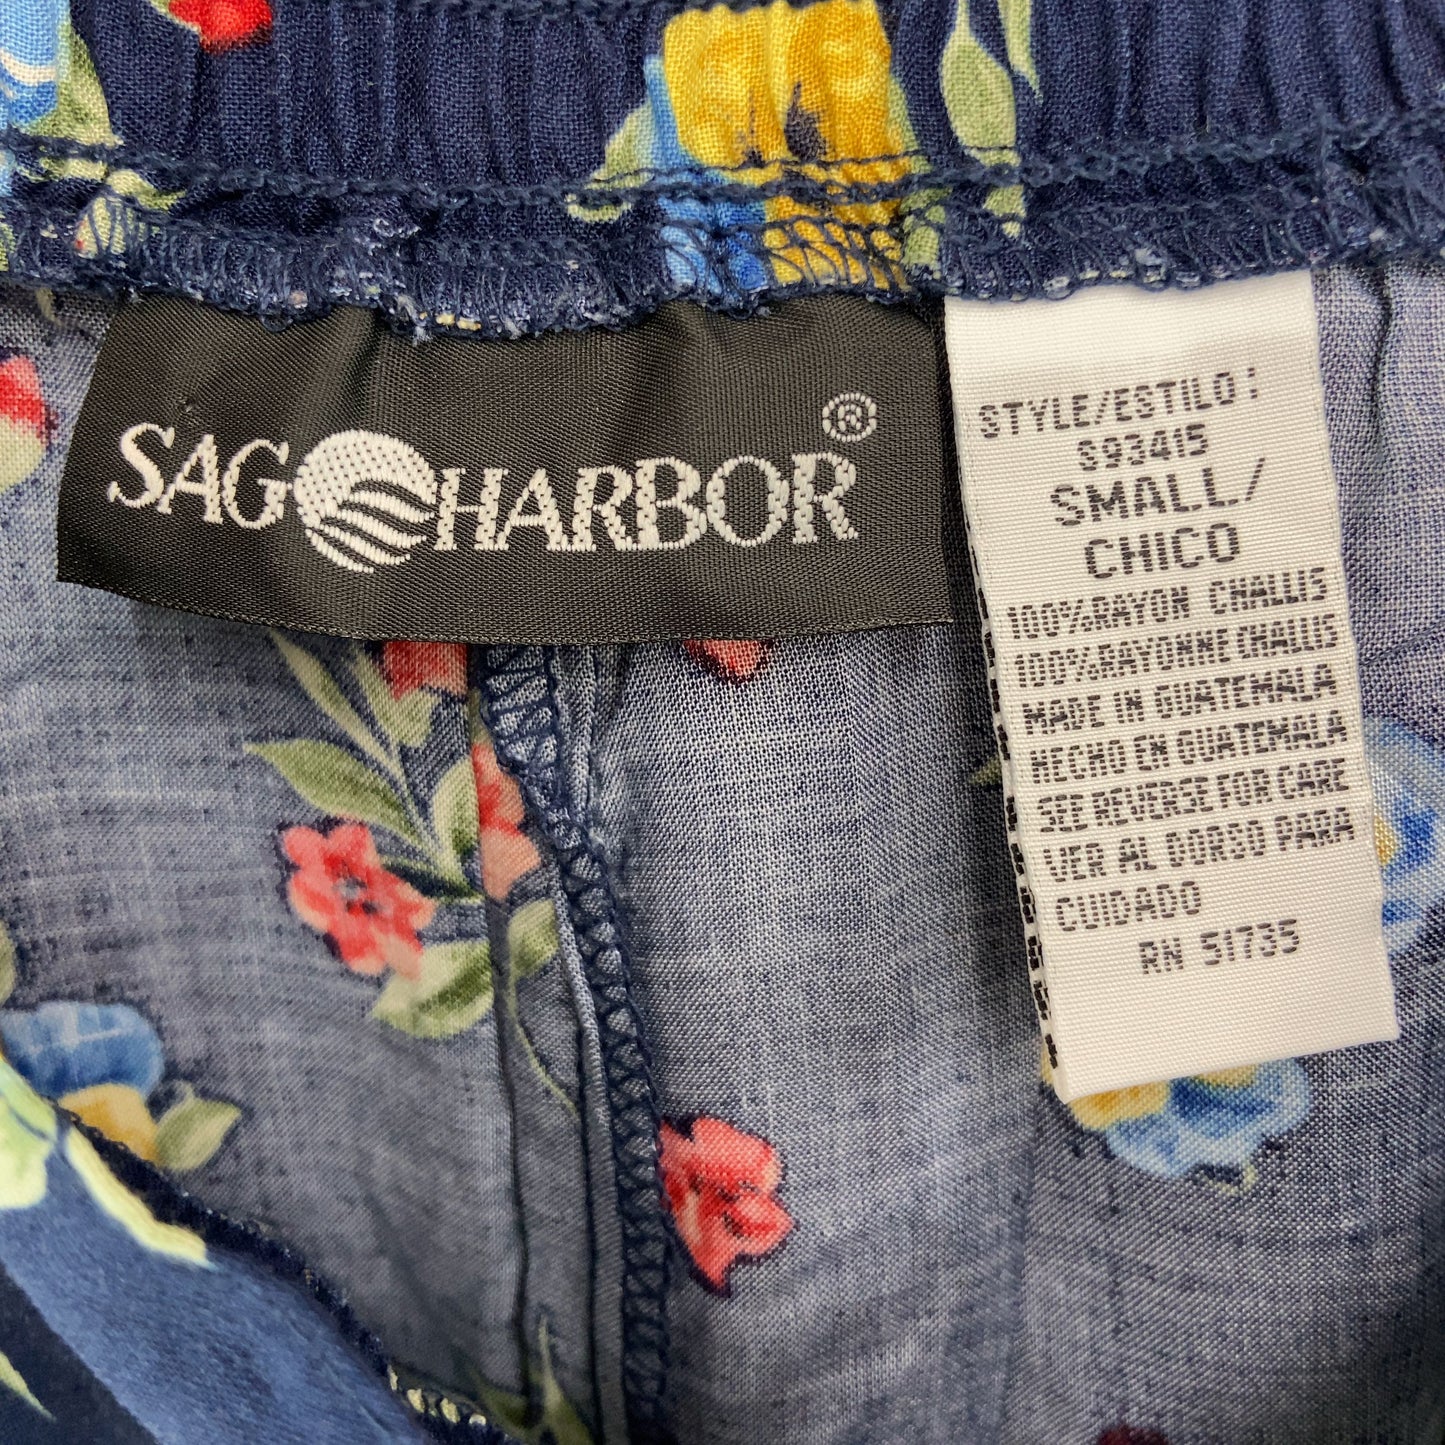 SAG HARBOR®
STYLE/ESTILO:
S93415
SMALL/
CHICO
100%RAYON CHALLIS
100%RAYONNE CHALLIS
MADE IN GUATEMALA
HECHO EN GUATEMALA
SEE REVERSE FOR CARE
VER AL DORSO PARA
CUIDADO
RN 51735